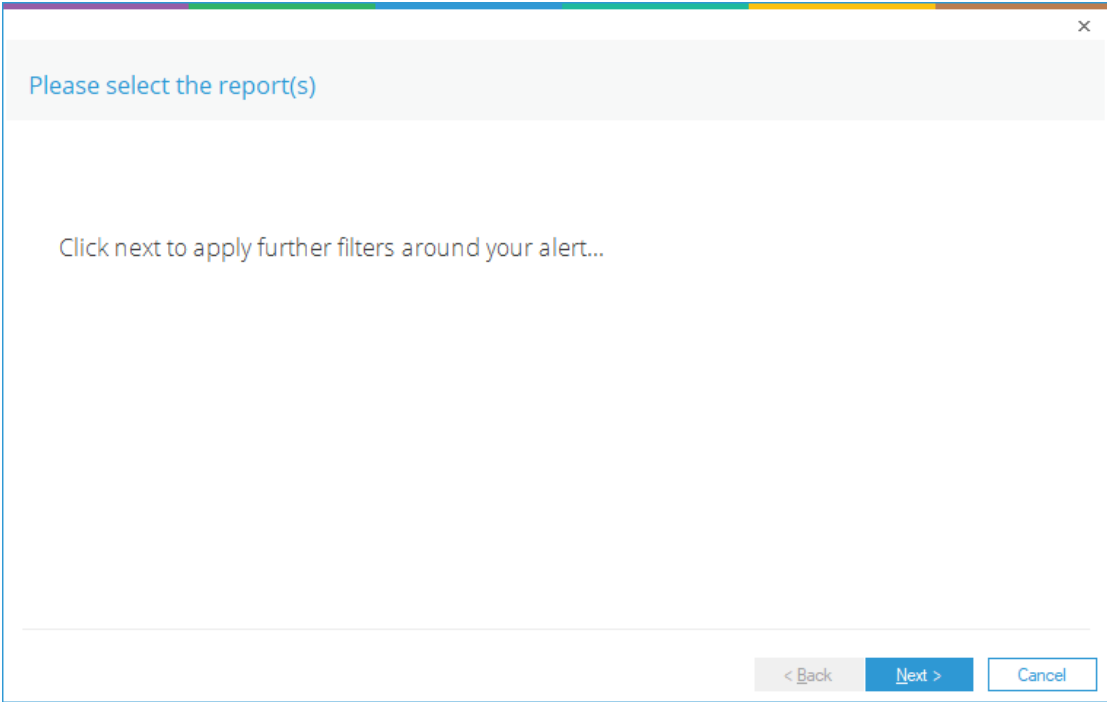 ×
Please select the report(s)
Click next to apply further filters around your alert...
< Back
Next >
Cancel